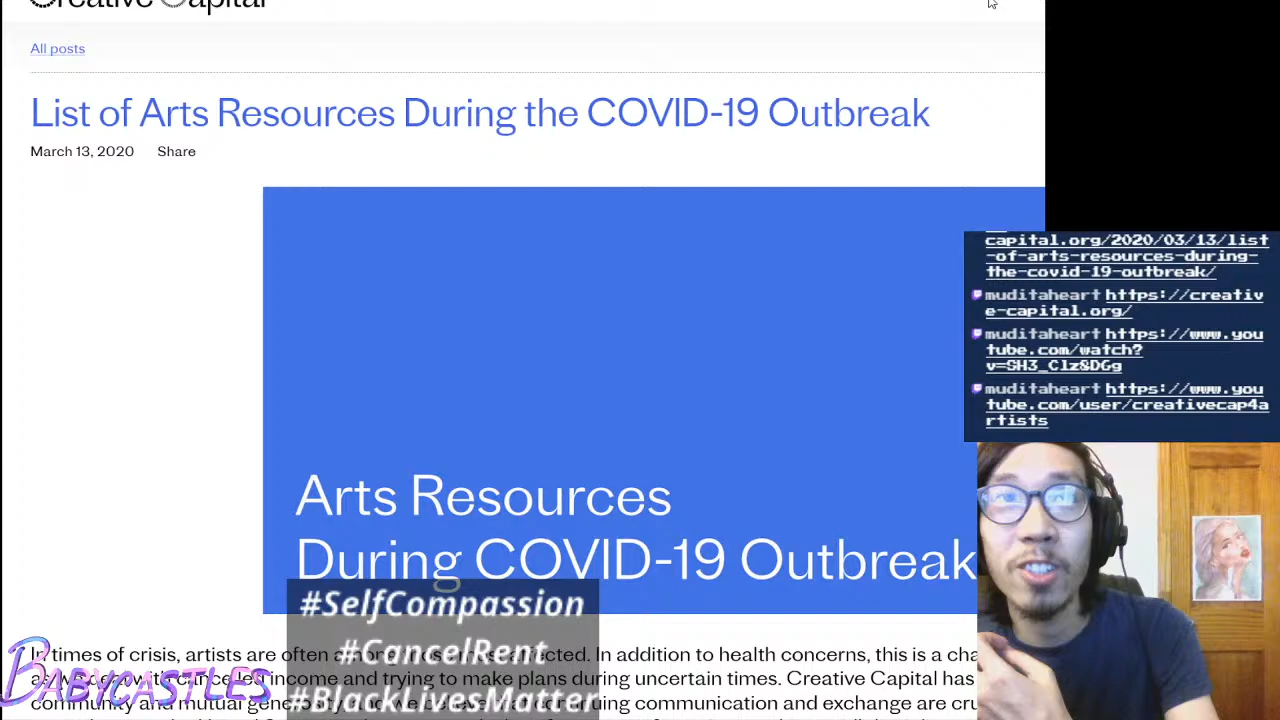 Creative Capital
All posts
List of Arts Resources During the COVID-19 Outbreak
March 13, 2020 Share
Arts Resources
During COVID-19 Outbreak
capital.org/2020/03/13/list
-of-arts-resources-during-
the-covid-19-outbreak/
muditaheart https://creativ
e-capital.org/
muditaheart https://www.you
tube.com/watch?
v=SH3_Clz8DGg
muditaheart https://www.you
tube.com/user/creativecap4a
rtists
#SelfCompassion
#CancelRent
#BlackLivesMatter
BABYCASTLES
In times of crisis, artists are often among affected. In addition to health concerns, this is a cha
income and trying to make plans during uncertain times. Creative Capital has
community and mutual communication and exchange are cru